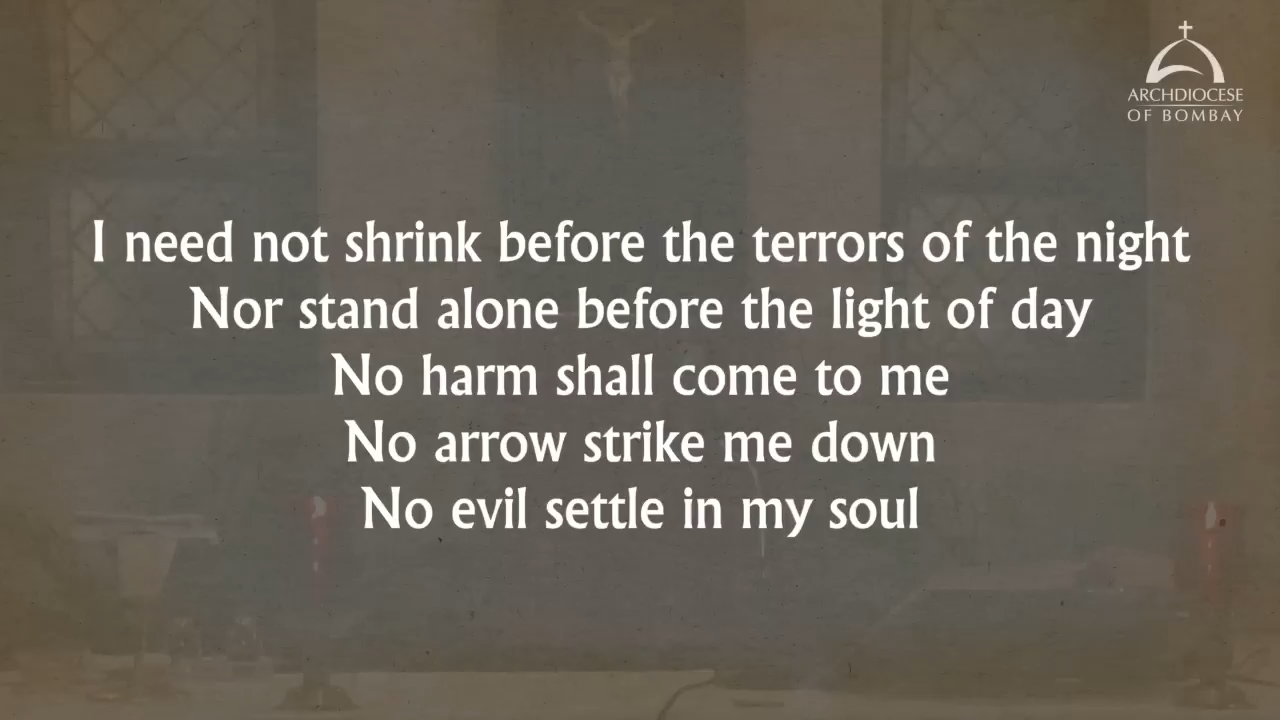 ARCHDIOCESE
OF BOMBAY
I need not shrink before the terrors of the night
Nor stand alone before the light of day
No harm shall come to me
No arrow strike me down
No evil settle in my soul